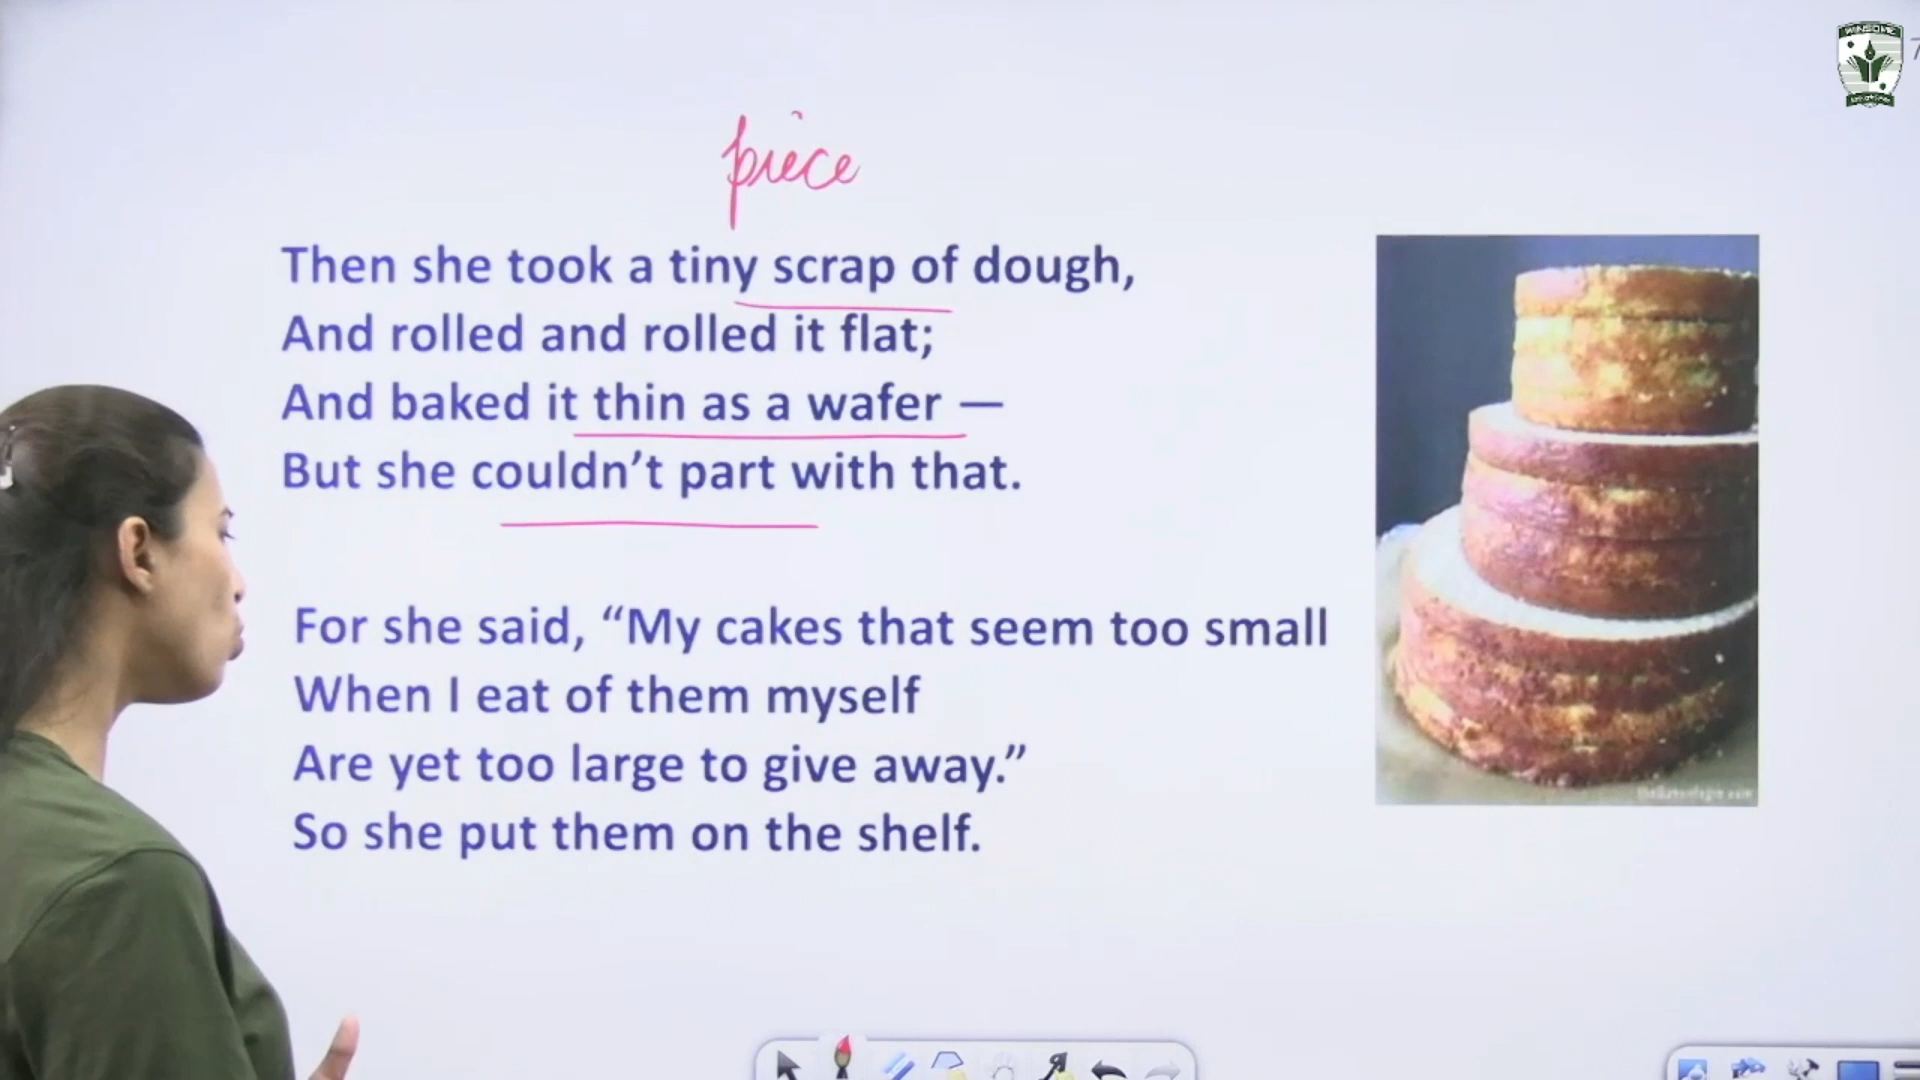 piece
Then she took a tiny scrap of dough,
And rolled and rolled it flat;
And baked it thin as a wafer —
But she couldn’t part with that.
For she said, “My cakes that seem too small
When I eat of them myself
Are yet too large to give away.”
So she put them on the shelf.